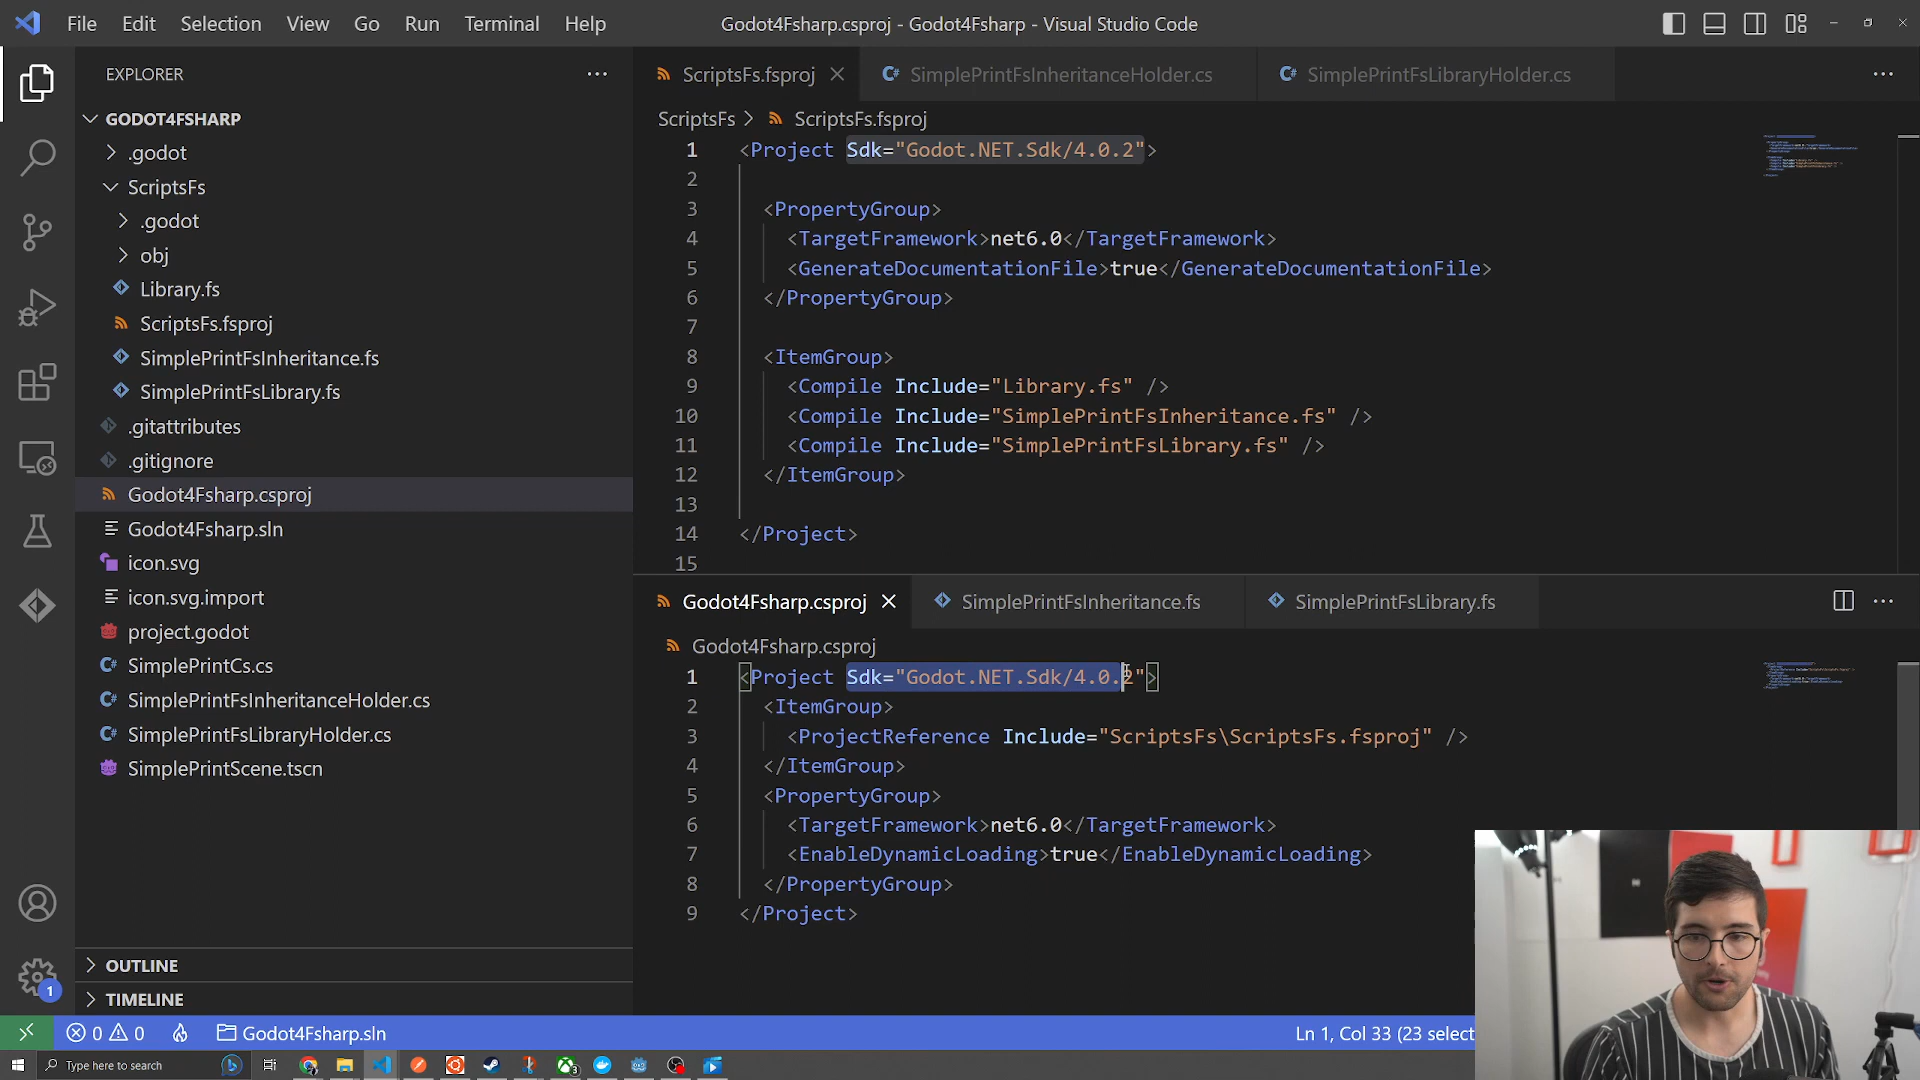 File Edit Selection View Go Run Terminal Help
Godot4Fsharp.csproj - Godot4Fsharp - Visual Studio Code
EXPLORER
GODOT4FSHARP
.godot
ScriptsFs
.godot
obj
Library.fs
ScriptsFs.fsproj
SimplePrintFsInheritance.fs
SimplePrintFsLibrary.fs
.gitattributes
.gitignore
Godot4Fsharp.csproj
Godot4Fsharp.sln
icon.svg
icon.svg.import
project.godot
SimplePrintCs.cs
SimplePrintFsInheritanceHolder.cs
SimplePrintFsLibraryHolder.cs
SimplePrintScene.tscn
OUTLINE
TIMELINE
ScriptsFs.fsproj SimplePrintFsInheritanceHolder.cs SimplePrintFsLibraryHolder.cs
ScriptsFs > ScriptsFs.fsproj
1 <Project Sdk="Godot.NET.Sdk/4.0.2">
2
3 <PropertyGroup>
4 <TargetFramework>net6.0</TargetFramework>
5 <GenerateDocumentationFile>true</GenerateDocumentationFile>
6 </PropertyGroup>
7
8 <ItemGroup>
9 <Compile Include="Library.fs" />
10 <Compile Include="SimplePrintFsInheritance.fs" />
11 <Compile Include="SimplePrintFsLibrary.fs" />
12 </ItemGroup>
13
14 </Project>
15
Godot4Fsharp.csproj SimplePrintFsInheritance.fs SimplePrintFsLibrary.fs
Godot4Fsharp.csproj
1 <Project Sdk="Godot.NET.Sdk/4.0.2">
2 <ItemGroup>
3 <ProjectReference Include="ScriptsFs\ScriptsFs.fsproj" />
4 </ItemGroup>
5 <PropertyGroup>
6 <TargetFramework>net6.0</TargetFramework>
7 <EnableDynamicLoading>true</EnableDynamicLoading>
8 </PropertyGroup>
9 </Project>
1
0 0 Godot4Fsharp.sln Ln 1, Col 33 (23 select
Type here to search